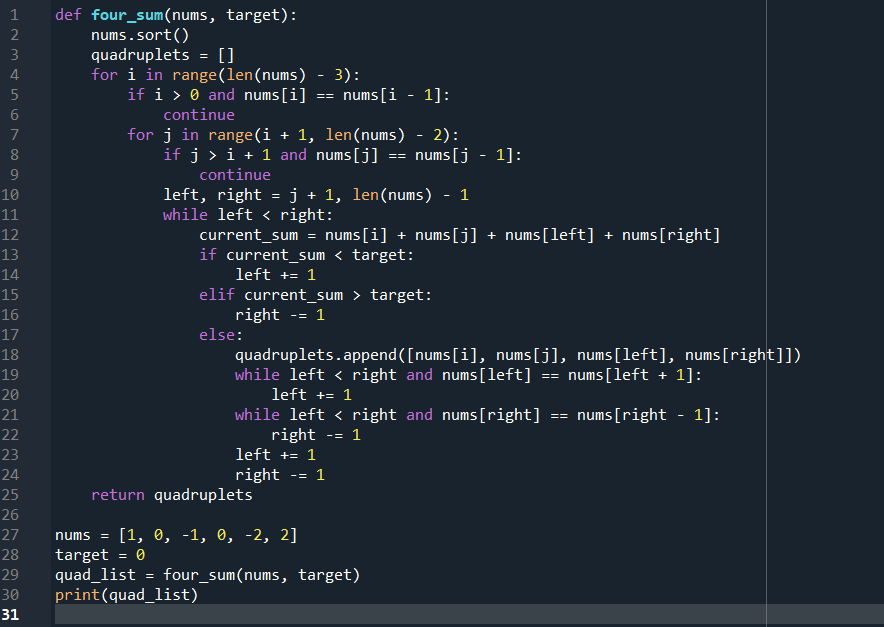 1 def four_sum(nums, target):
2     nums.sort()
3     quadruplets = []
4     for i in range(len(nums) - 3):
5         if i > 0 and nums[i] == nums[i - 1]:
6             continue
7         for j in range(i + 1, len(nums) - 2):
8             if j > i + 1 and nums[j] == nums[j - 1]:
9                 continue
10             left, right = j + 1, len(nums) - 1
11             while left < right:
12                 current_sum = nums[i] + nums[j] + nums[left] + nums[right]
13                 if current_sum < target:
14                     left += 1
15                 elif current_sum > target:
16                     right -= 1
17                 else:
18                     quadruplets.append([nums[i], nums[j], nums[left], nums[right]])
19                     while left < right and nums[left] == nums[left + 1]:
20                         left += 1
21                     while left < right and nums[right] == nums[right - 1]:
22                         right -= 1
23                     left += 1
24                     right -= 1
25     return quadruplets
26
27 nums = [1, 0, -1, 0, -2, 2]
28 target = 0
29 quad_list = four_sum(nums, target)
30 print(quad_list)
31